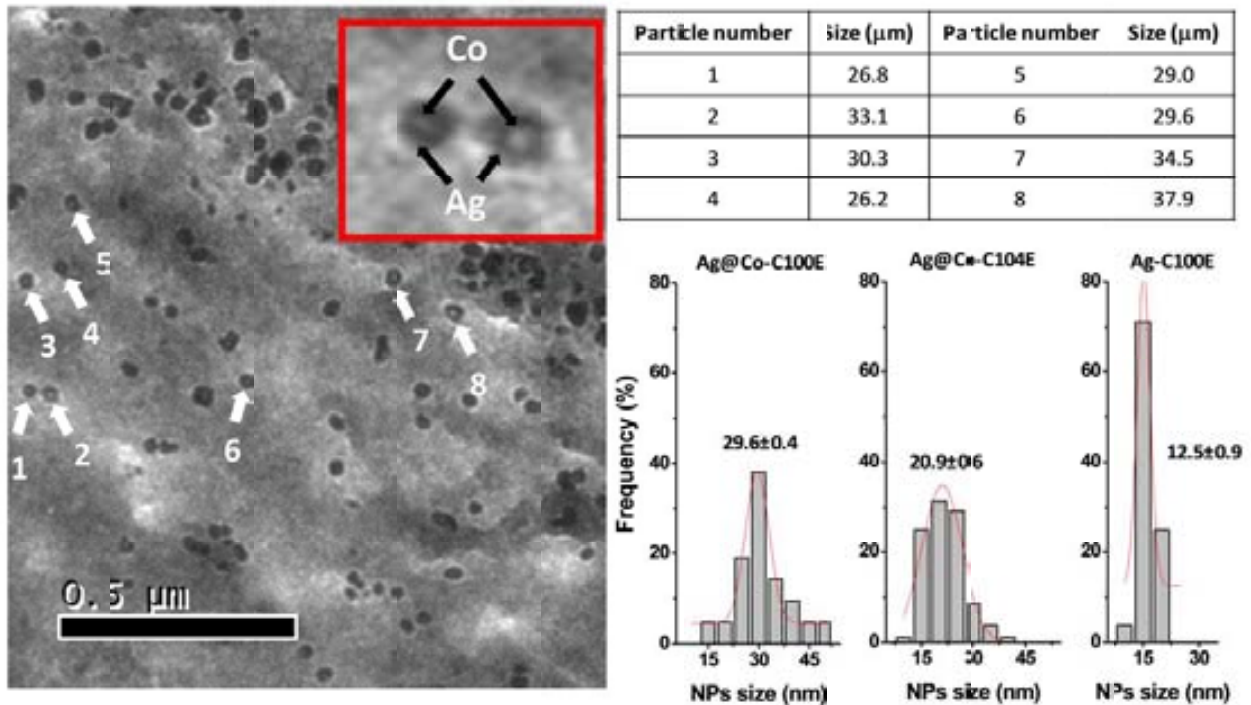 Co
Ag
5
3
4
7
8
1
2
6
0.5 µm
Particle number Size (µm) Particle number Size (µm)
1 26.8 5 29.0
2 33.1 6 29.6
3 30.3 7 34.5
4 26.2 8 37.9
Ag@Co-C100E Ag@Co-C104E Ag-C100E
80 80 80
60 60 60
40 40 40
20 20 20
0 0 0
Frequency (%)
29.6±0.4
20.9±0.6
12.5±0.9
15 30 45 15 30 45 15 30
NPs size (nm) NPs size (nm) NPs size (nm)